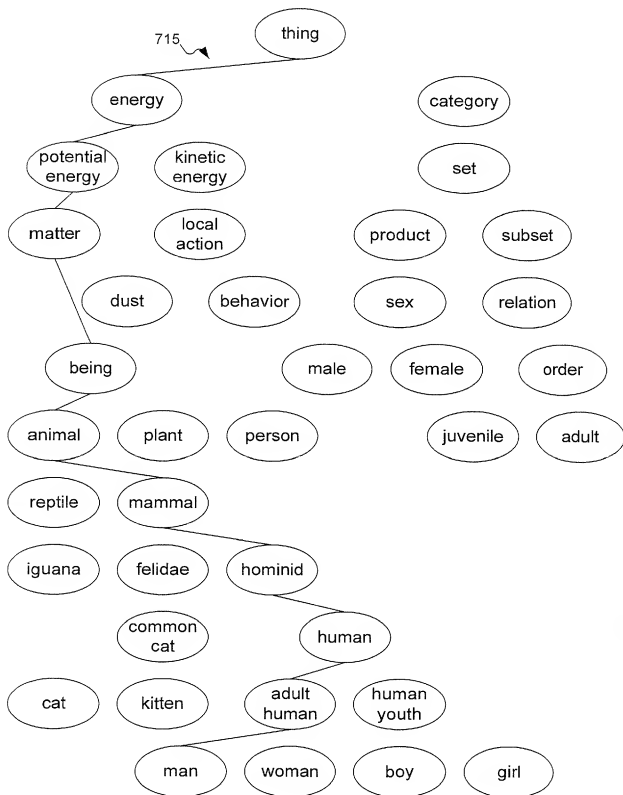 715
thing
energy
category
potential
energy
kinetic
energy
set
matter
local
action
product
subset
dust
behavior
sex
relation
being
male
female
order
animal
plant
person
juvenile
adult
reptile
mammal
iguana
felidae
hominid
common
cat
human
cat
kitten
adult
human
human
youth
man
woman
boy
girl